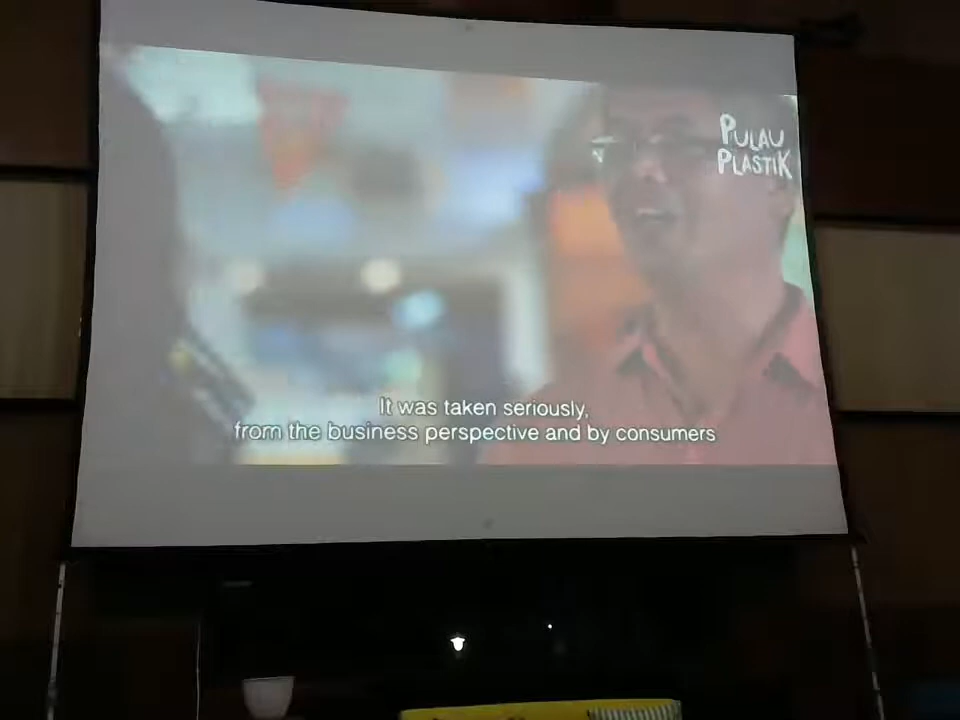 PULAU
PLASTIK
It was taken seriously,
from the business perspective and by consumers